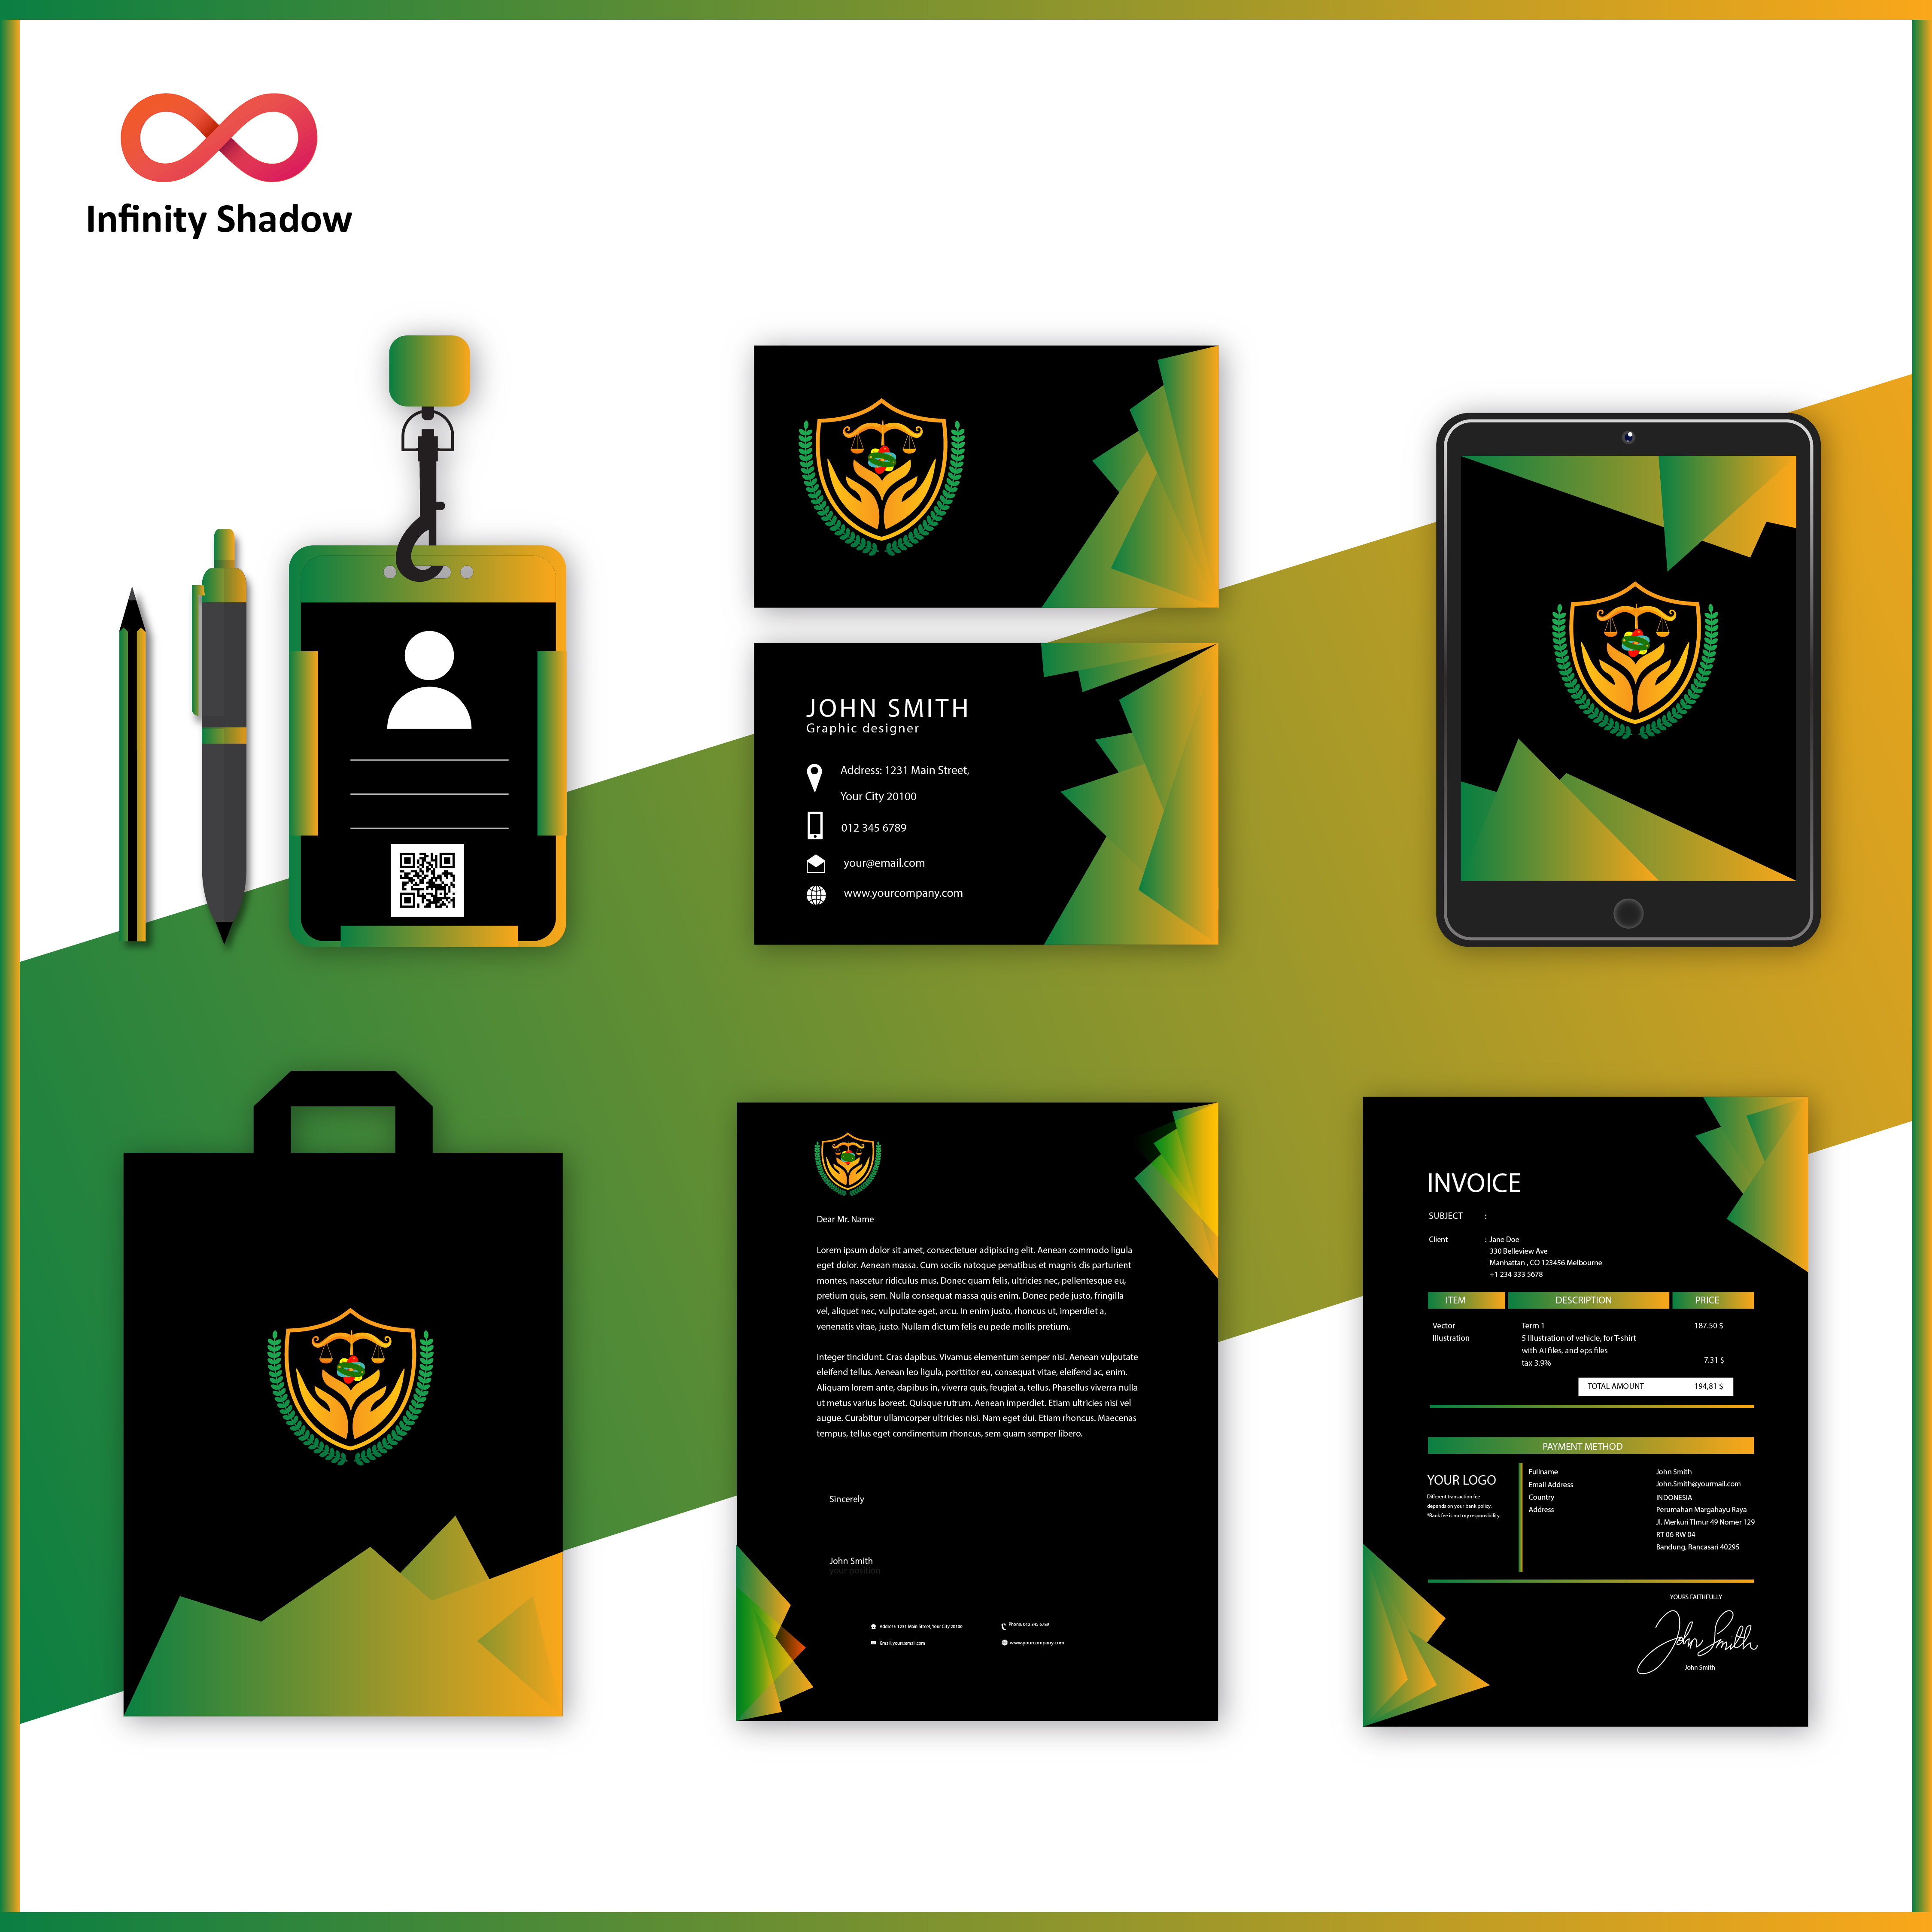 Infinity Shadow
JOHN SMITH
Graphic designer
Address: 1231 Main Street,
Your City 20100
012 345 6789
your@email.com
www.yourcompany.com
Dear Mr. Name
Lorem ipsum dolor sit amet, consectetuer adipiscing elit. Aenean commodo ligula
eget dolor. Aenean massa. Cum sociis natoque penatibus et magnis dis parturient
montes, nascetur ridiculus mus. Donec quam felis, ultricies nec, pellentesque eu,
pretium quis, sem. Nulla consequat massa quis enim. Donec pede justo, fringilla
vel, aliquet nec, vulputate eget, arcu. In enim justo, rhoncus ut, imperdiet a,
venenatis vitae, justo. Nullam dictum felis eu pede mollis pretium.
Integer tincidunt. Cras dapibus. Vivamus elementum semper nisi. Aenean vulputate
eleifend tellus. Aenean leo ligula, porttitor eu, consequat vitae, eleifend ac, enim.
Aliquam lorem ante, dapibus in, viverra quis, feugiat a, tellus. Phasellus viverra nulla
ut metus varius laoreet. Quisque rutrum. Aenean imperdiet. Etiam ultricies nisi vel
augue. Curabitur ullamcorper ultricies nisi. Nam eget dui. Etiam rhoncus. Maecenas
tempus, tellus eget condimentum rhoncus, sem quam semper libero.
Sincerely
John Smith
your position
Address: 1231 Main Street, Your City 20100
Phone: 012 345 6789
Email: your@email.com
www.yourcompany.com
INVOICE
SUBJECT :
Client : Jane Doe
330 Belleview Ave
Manhattan , CO 123456 Melbourne
+1 234 333 5678
ITEM DESCRIPTION PRICE
Vector Term 1 187.50 $
Illustration 5 Illustration of vehicle, for T-shirt
with AI files, and eps files
tax 3.9% 7.31 $
TOTAL AMOUNT 194,81 $
PAYMENT METHOD
YOUR LOGO
Different transaction fee
depends on your bank policy.
*Bank fee is not my responsibility
Fullname John Smith
Email Address John.Smith@yourmail.com
Country INDONESIA
Address Perumahan Margahayu Raya
Jl. Merkuri TImur 49 Nomer 129
RT 06 RW 04
Bandung, Rancasari 40295
YOURS FAITHFULLY
John Smith
John Smith